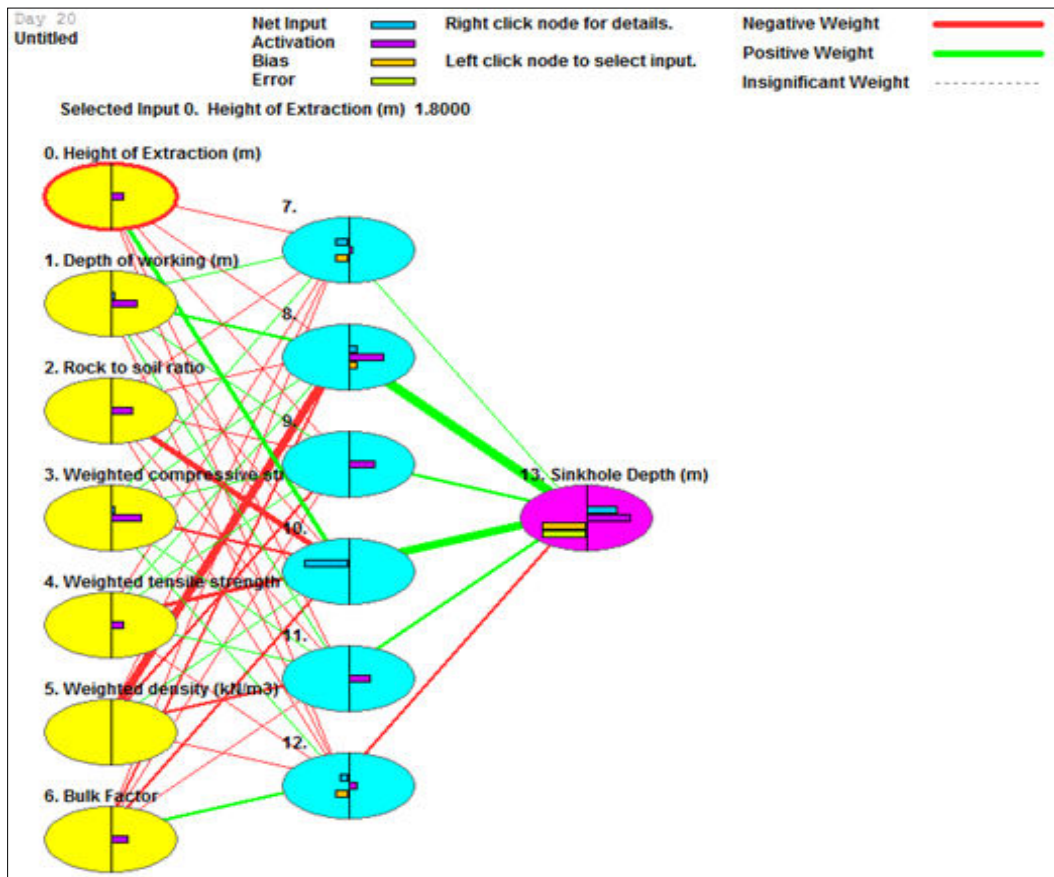 Day 20
Untitled
Net Input
Activation
Bias
Error
Right click node for details.
Left click node to select input.
Negative Weight
Positive Weight
Insignificant Weight
Selected Input 0. Height of Extraction (m) 1.8000
0. Height of Extraction (m)
7.
1. Depth of working (m)
8.
2. Rock to soil ratio
9.
3. Weighted compressive
13. Sinkhole Depth (m)
10.
4. Weighted tensile strength
11.
5. Weighted density (kN/m3)
12.
6. Bulk Factor